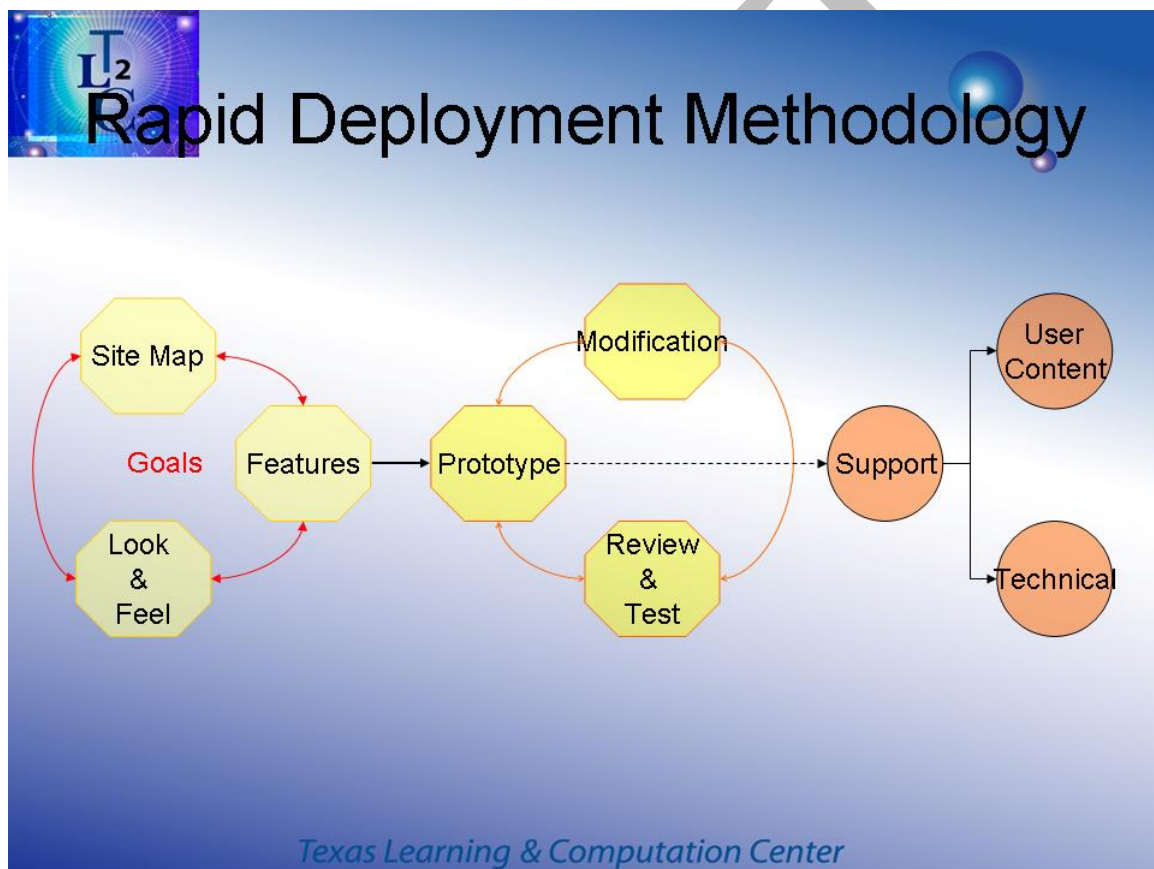 T
L 2
C
Rapid Deployment Methodology
Site Map
Goals
Features
Look
&
Feel
Prototype
Modification
Review
&
Test
Support
User
Content
Technical
Texas Learning & Computation Center